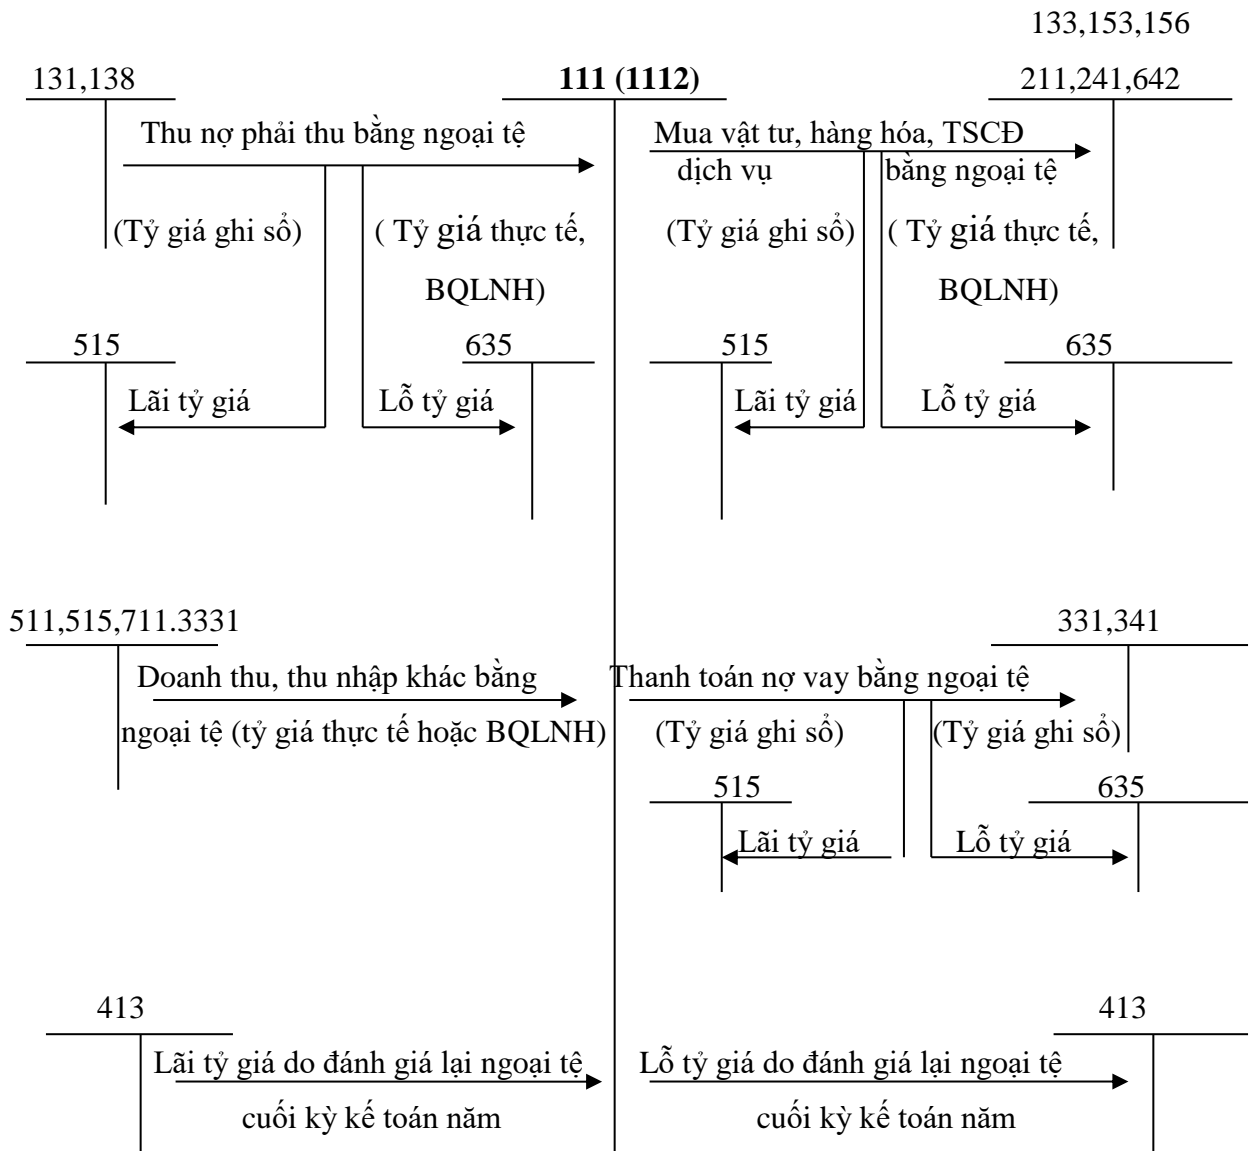 133,153,156
131,138
111 (1112)
211,241,642
Thu nợ phải thu bằng ngoại tệ
Mua vật tư, hàng hóa, TSCĐ
dịch vụ
bằng ngoại tệ
(Tỷ giá ghi sổ)
( Tỷ giá thực tế,
BQLNH)
(Tỷ giá ghi sổ)
( Tỷ giá thực tế,
BQLNH)
515
635
515
635
Lãi tỷ giá
Lỗ tỷ giá
Lãi tỷ giá
Lỗ tỷ giá
511,515,711.3331
331,341
Doanh thu, thu nhập khác bằng
ngoại tệ (tỷ giá thực tế hoặc BQLNH)
Thanh toán nợ vay bằng ngoại tệ
(Tỷ giá ghi sổ)
(Tỷ giá ghi sổ)
515
635
Lãi tỷ giá
Lỗ tỷ giá
413
413
Lãi tỷ giá do đánh giá lại ngoại tệ
cuối kỳ kế toán năm
Lỗ tỷ giá do đánh giá lại ngoại tệ
cuối kỳ kế toán năm